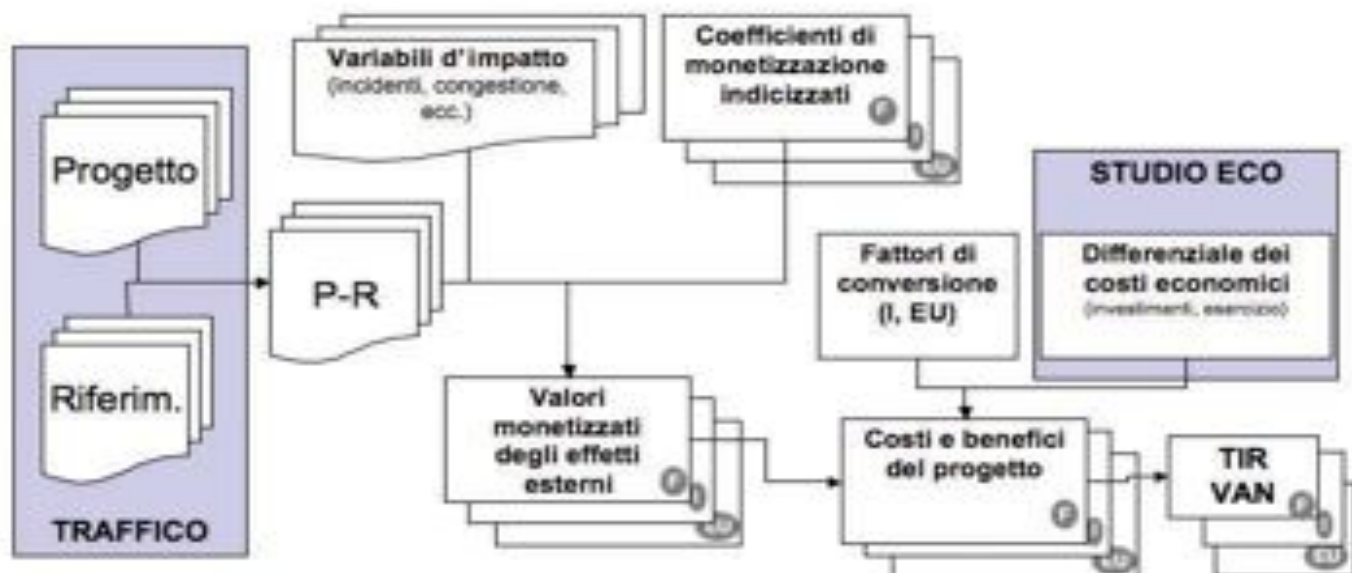 Variabili d'impatto
(incidenti, congestione,
ecc.)
Coefficienti di
monetizzazione
indicizzati
Progetto
P-R
Riferim.
TRAFFICO
STUDIO ECO
Fattori di
conversione
(I, EU)
Differenziale dei
costi economici
(investimenti, esercizio)
Valori
monetizzati
degli effetti
esterni
Costi e benefici
del progetto
TIR
VAN